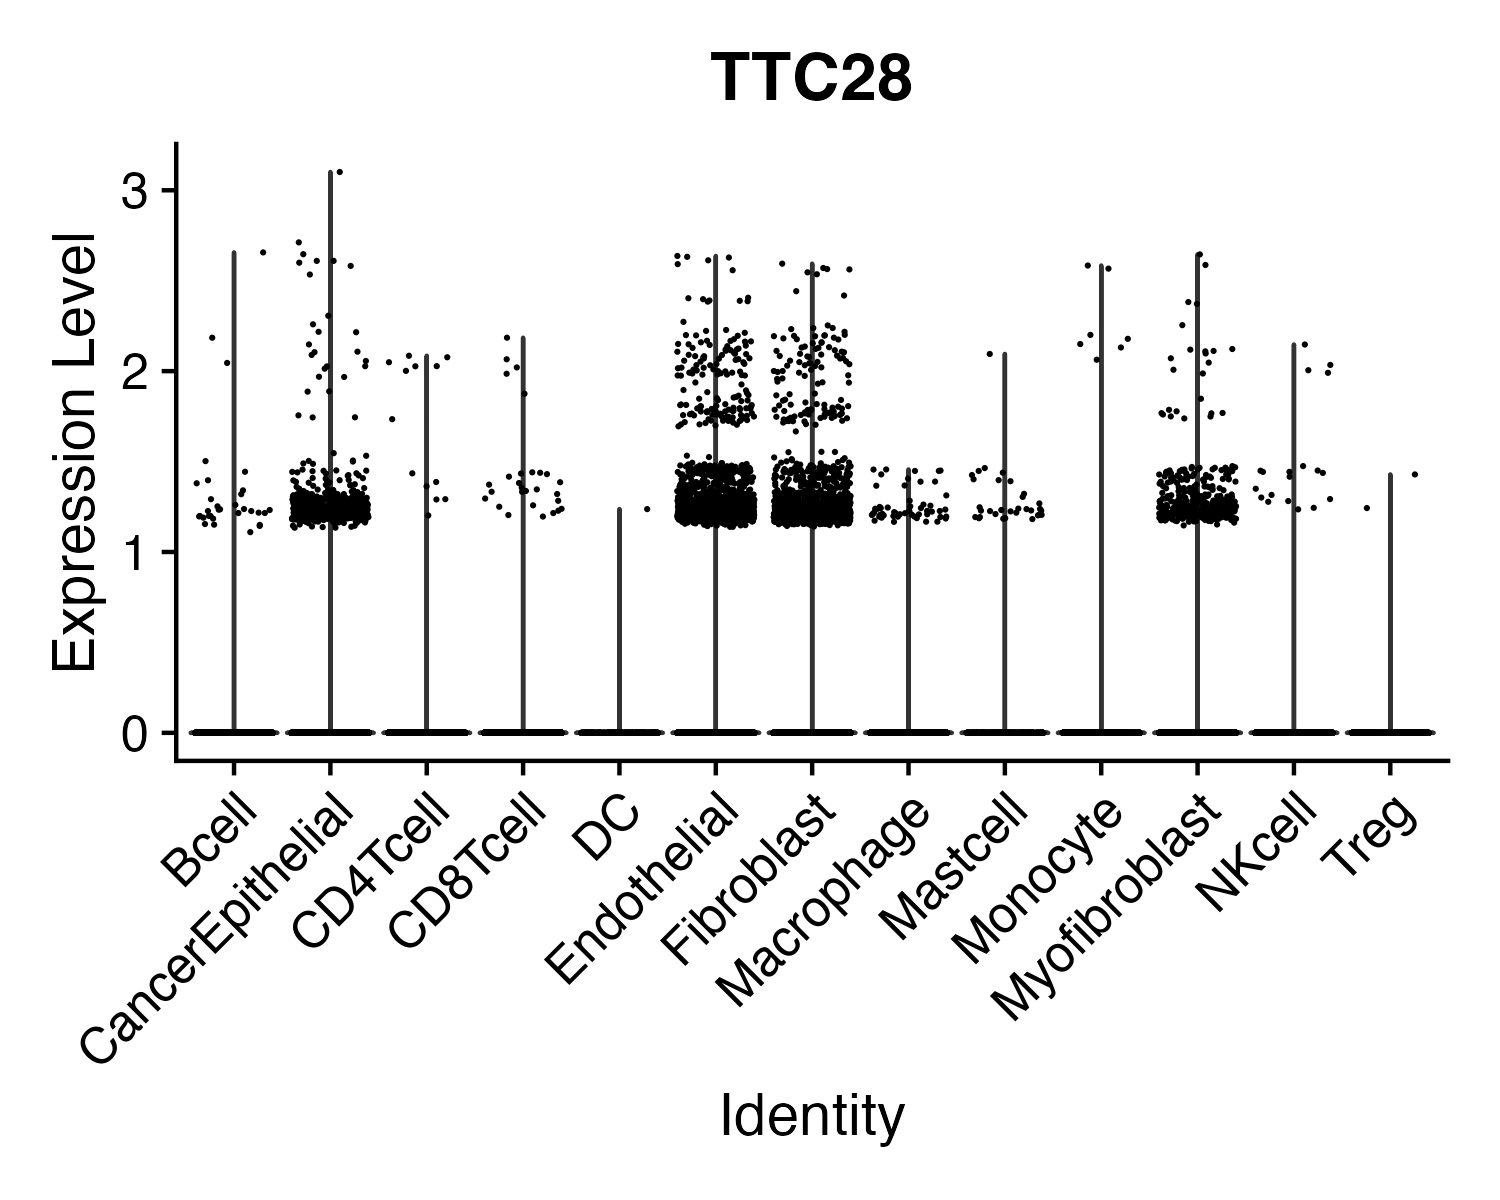 TTC28
Expression Level
3
2
1
0
Bcell
CancerEpithelial
CD4Tcell
CD8Tcell
DC
Endothelial
Fibroblast
Macrophage
Mastcell
Monocyte
Myofibroblast
NKcell
Treg
Identity